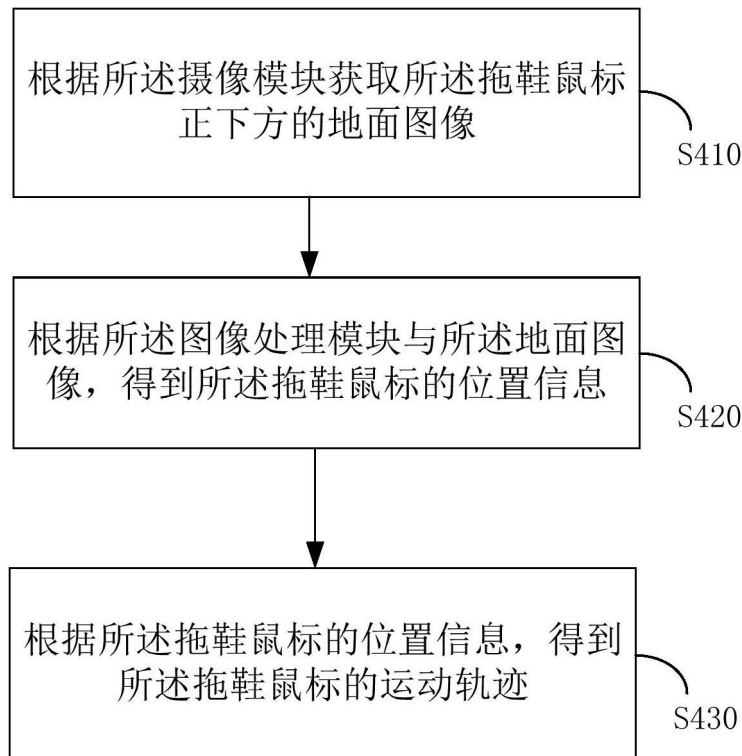 根据所述摄像模块获取所述拖鞋鼠标
正下方的地面图像
S410
根据所述图像处理模块与所述地面图
像，得到所述拖鞋鼠标的位置信息
S420
根据所述拖鞋鼠标的位置信息，得到
所述拖鞋鼠标的运动轨迹
S430